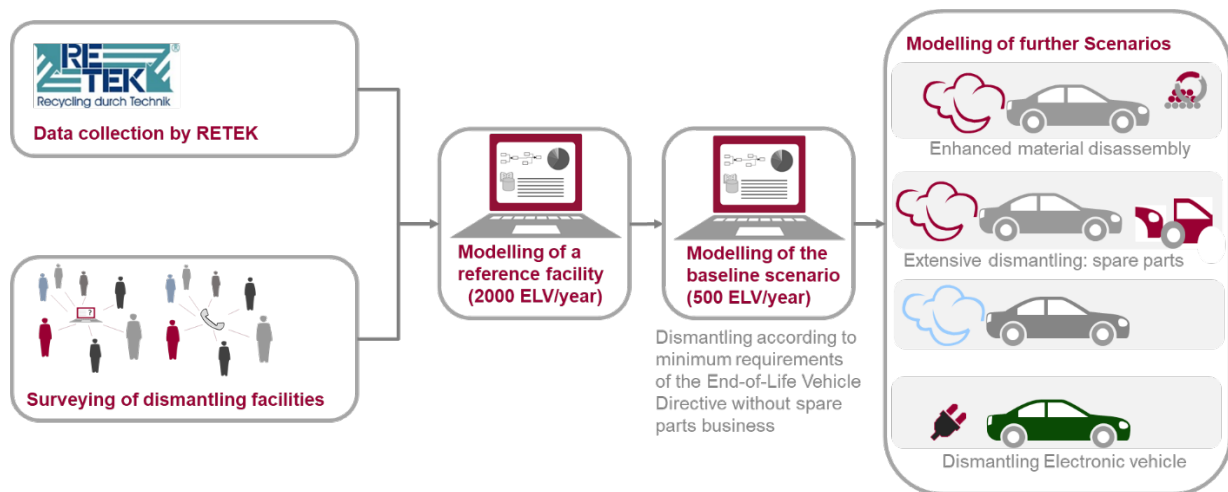 RE
TEK
®
Recycling durch Technik
Data collection by RETEK
?
Surveying of dismantling facilities
Modelling of a
reference facility
(2000 ELV/year)
Modelling of the
baseline scenario
(500 ELV/year)
Dismantling according to
minimum requirements
of the End-of-Life Vehicle
Directive without spare
parts business
Modelling of further Scenarios
Enhanced material disassembly
Extensive dismantling: spare parts
Dismantling Electronic vehicle